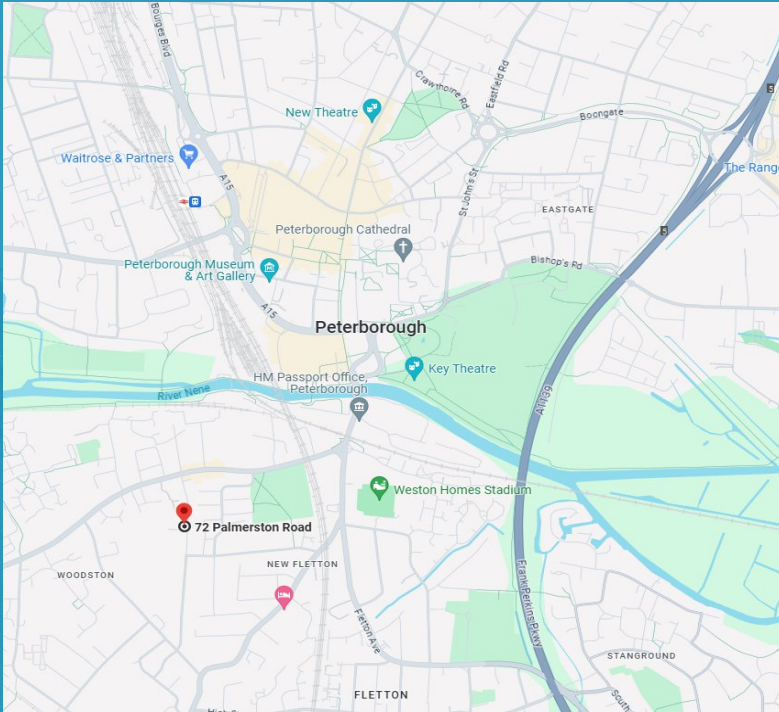 Bourges Blvd
Crawthorne Rd
Eastfield Rd
New Theatre
Boongate
5
Waitrose & Partners
The Range
A15
St John's St
EASTGATE
Peterborough Cathedral
5
Bishop's Rd
Peterborough Museum
& Art Gallery
A15
Peterborough
HM Passport Office,
Peterborough
Key Theatre
River Nene
A1139
Weston Homes Stadium
72 Palmerston Road
NEW FLETTON
WOODSTON
Frank Perkins Pkwy
Fletton Ave
STANGROUND
FLETTON